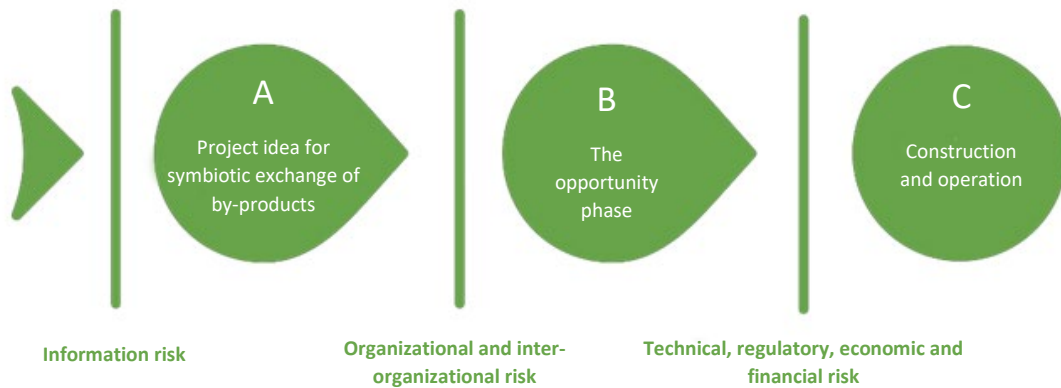 A
Project idea for
symbiotic exchange of
by-products
B
The
opportunity
phase
C
Construction
and operation
Information risk
Organizational and inter-
organizational risk
Technical, regulatory, economic and
financial risk